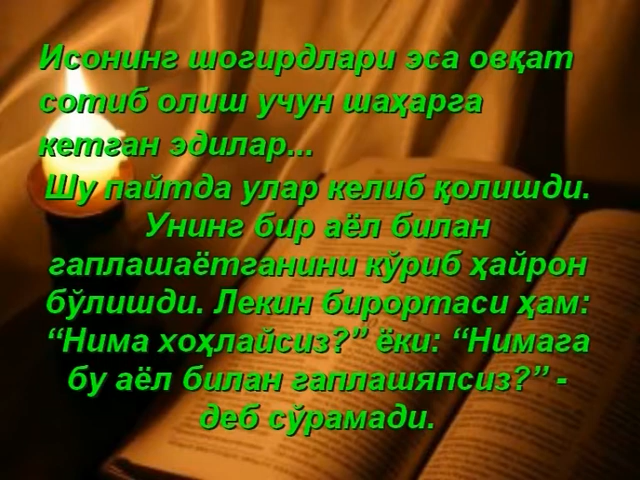 Исонинг шогирдлари эса овқат
сотиб олиш учун шаҳарга
кетган эдилар...
Шу пайтда улар келиб қолишди.
Унинг бир аёл билан
гаплашаётганини кўриб ҳайрон
бўлишди. Лекин бирортаси ҳам:
“Нима хоҳлайсиз?” ёки: “Нимага
бу аёл билан гаплашяпсиз?” -
деб сўрамади.